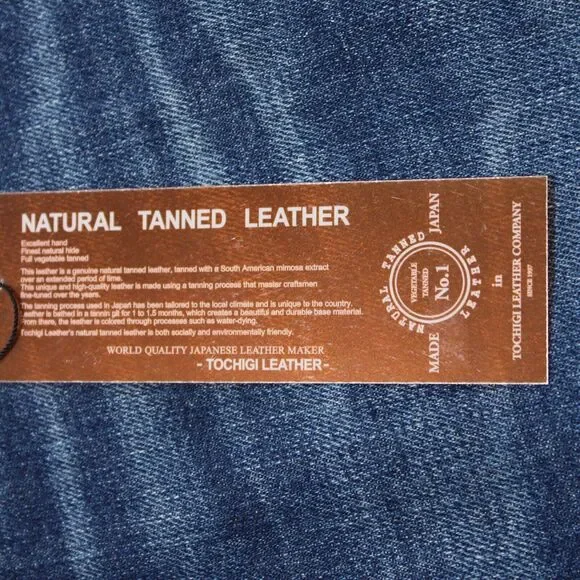 NATURAL TANNED LEATHER
Excellent hand
Finest natural hide
Full vegetable tanned
This leather is a genuine natural tanned leather, tanned with a South American mimosa extract
over an extended period of time.
This unique and high-quality leather is made using a tanning process that master craftsmen
fine-tuned over the years.
The tanning process used in Japan has been tailored to the local climate and is unique to the country.
Leather is bathed in a tannin pit for 1 to 1.5 months, which creates a beautiful and durable base material.
From there, the leather is colored through processes such as water-dying.
Tochigi Leather's natural tanned leather is both socially and environmentally friendly.
WORLD QUALITY JAPANESE LEATHER MAKER
- TOCHIGI LEATHER -
NATURAL TANNED LEATHER
VEGETABLE
TANNED
No.1
MADE in JAPAN
TOCHIGI LEATHER COMPANY
SINCE 1937